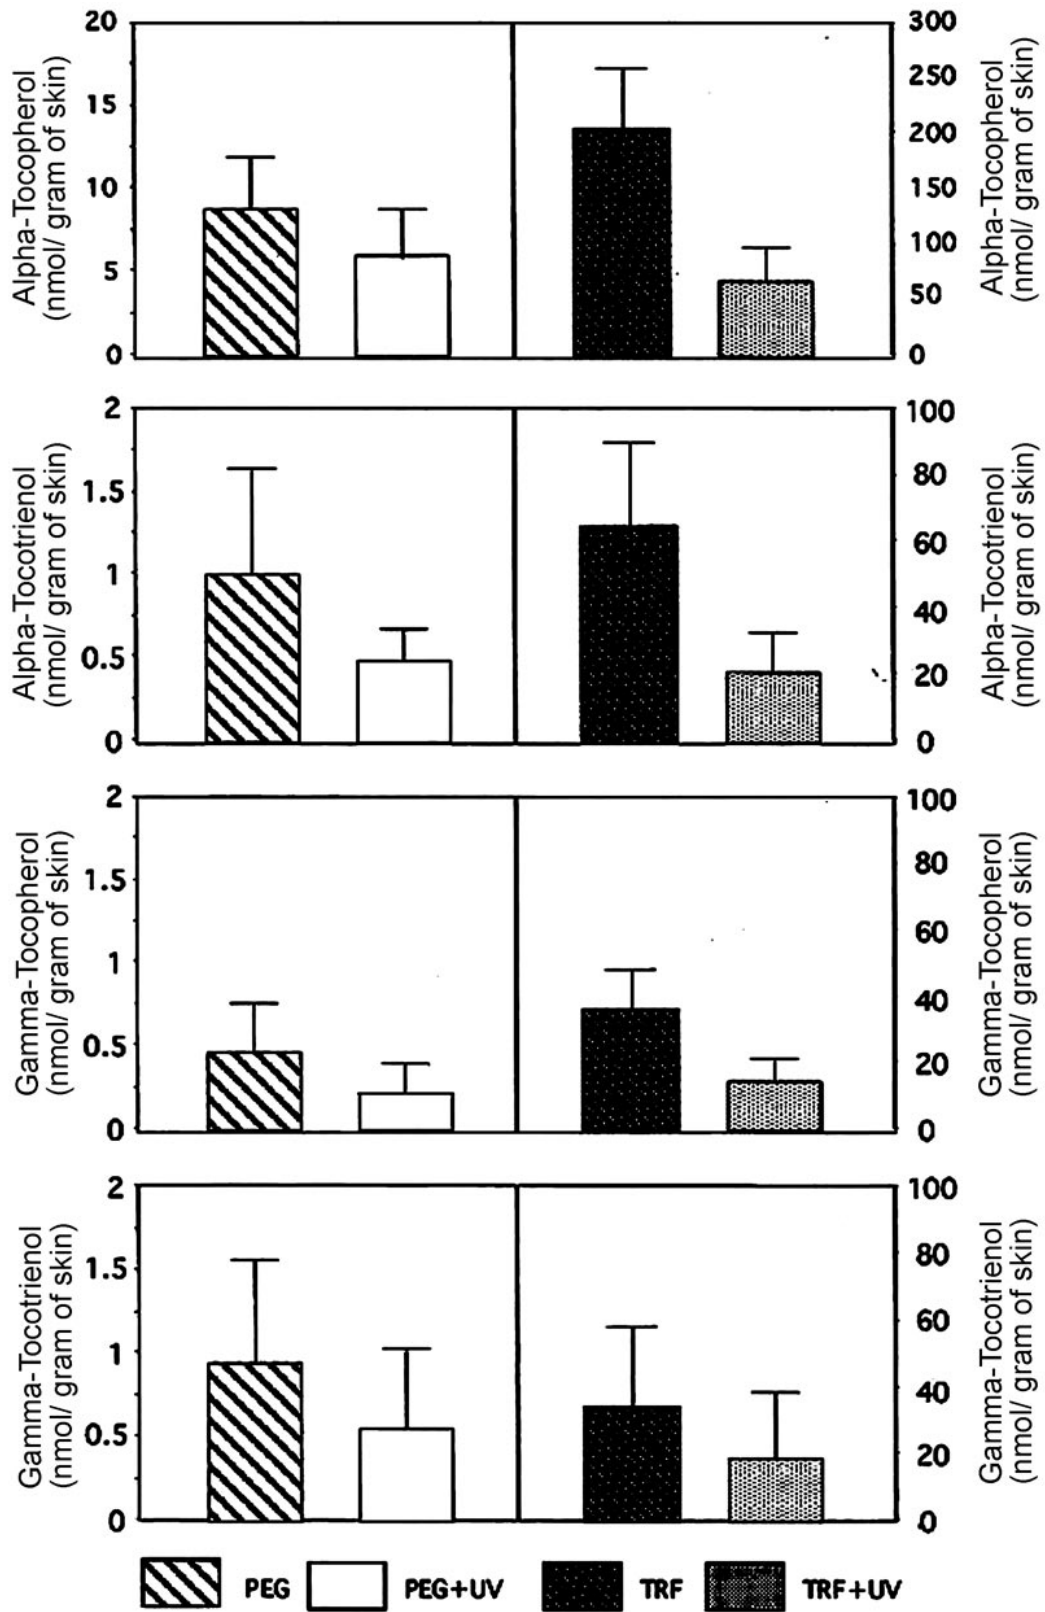 Alpha-Tocopherol
(nmol/ gram of skin)
20
15
10
5
0
300
250
200
150
100
50
0
Alpha-Tocopherol
(nmol/ gram of skin)
Alpha-Tocotrienol
(nmol/ gram of skin)
2
1.5
1
0.5
0
100
80
60
40
20
0
Alpha-Tocotrienol
(nmol/ gram of skin)
Gamma-Tocopherol
(nmol/ gram of skin)
2
1.5
1
0.5
0
100
80
60
40
20
0
Gamma-Tocopherol
(nmol/ gram of skin)
Gamma-Tocotrienol
(nmol/ gram of skin)
2
1.5
1
0.5
0
100
80
60
40
20
0
Gamma-Tocotrienol
(nmol/ gram of skin)
PEG PEG+UV TRF TRF+UV